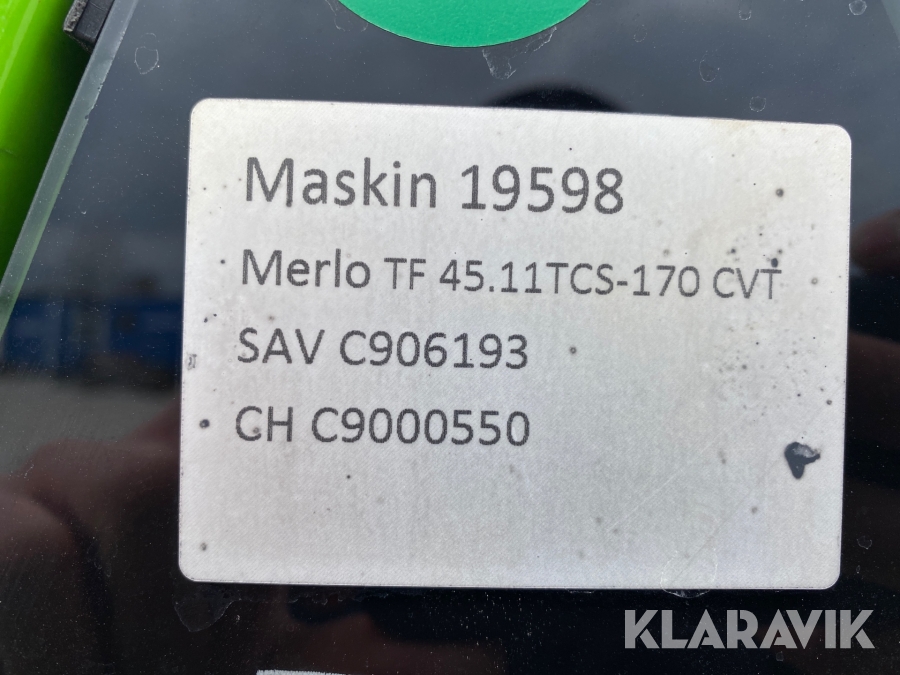 Maskin 19598
Merlo TF 45.11TCS-170 CVT
SAV C906193
CH C9000550
KLARAVIK